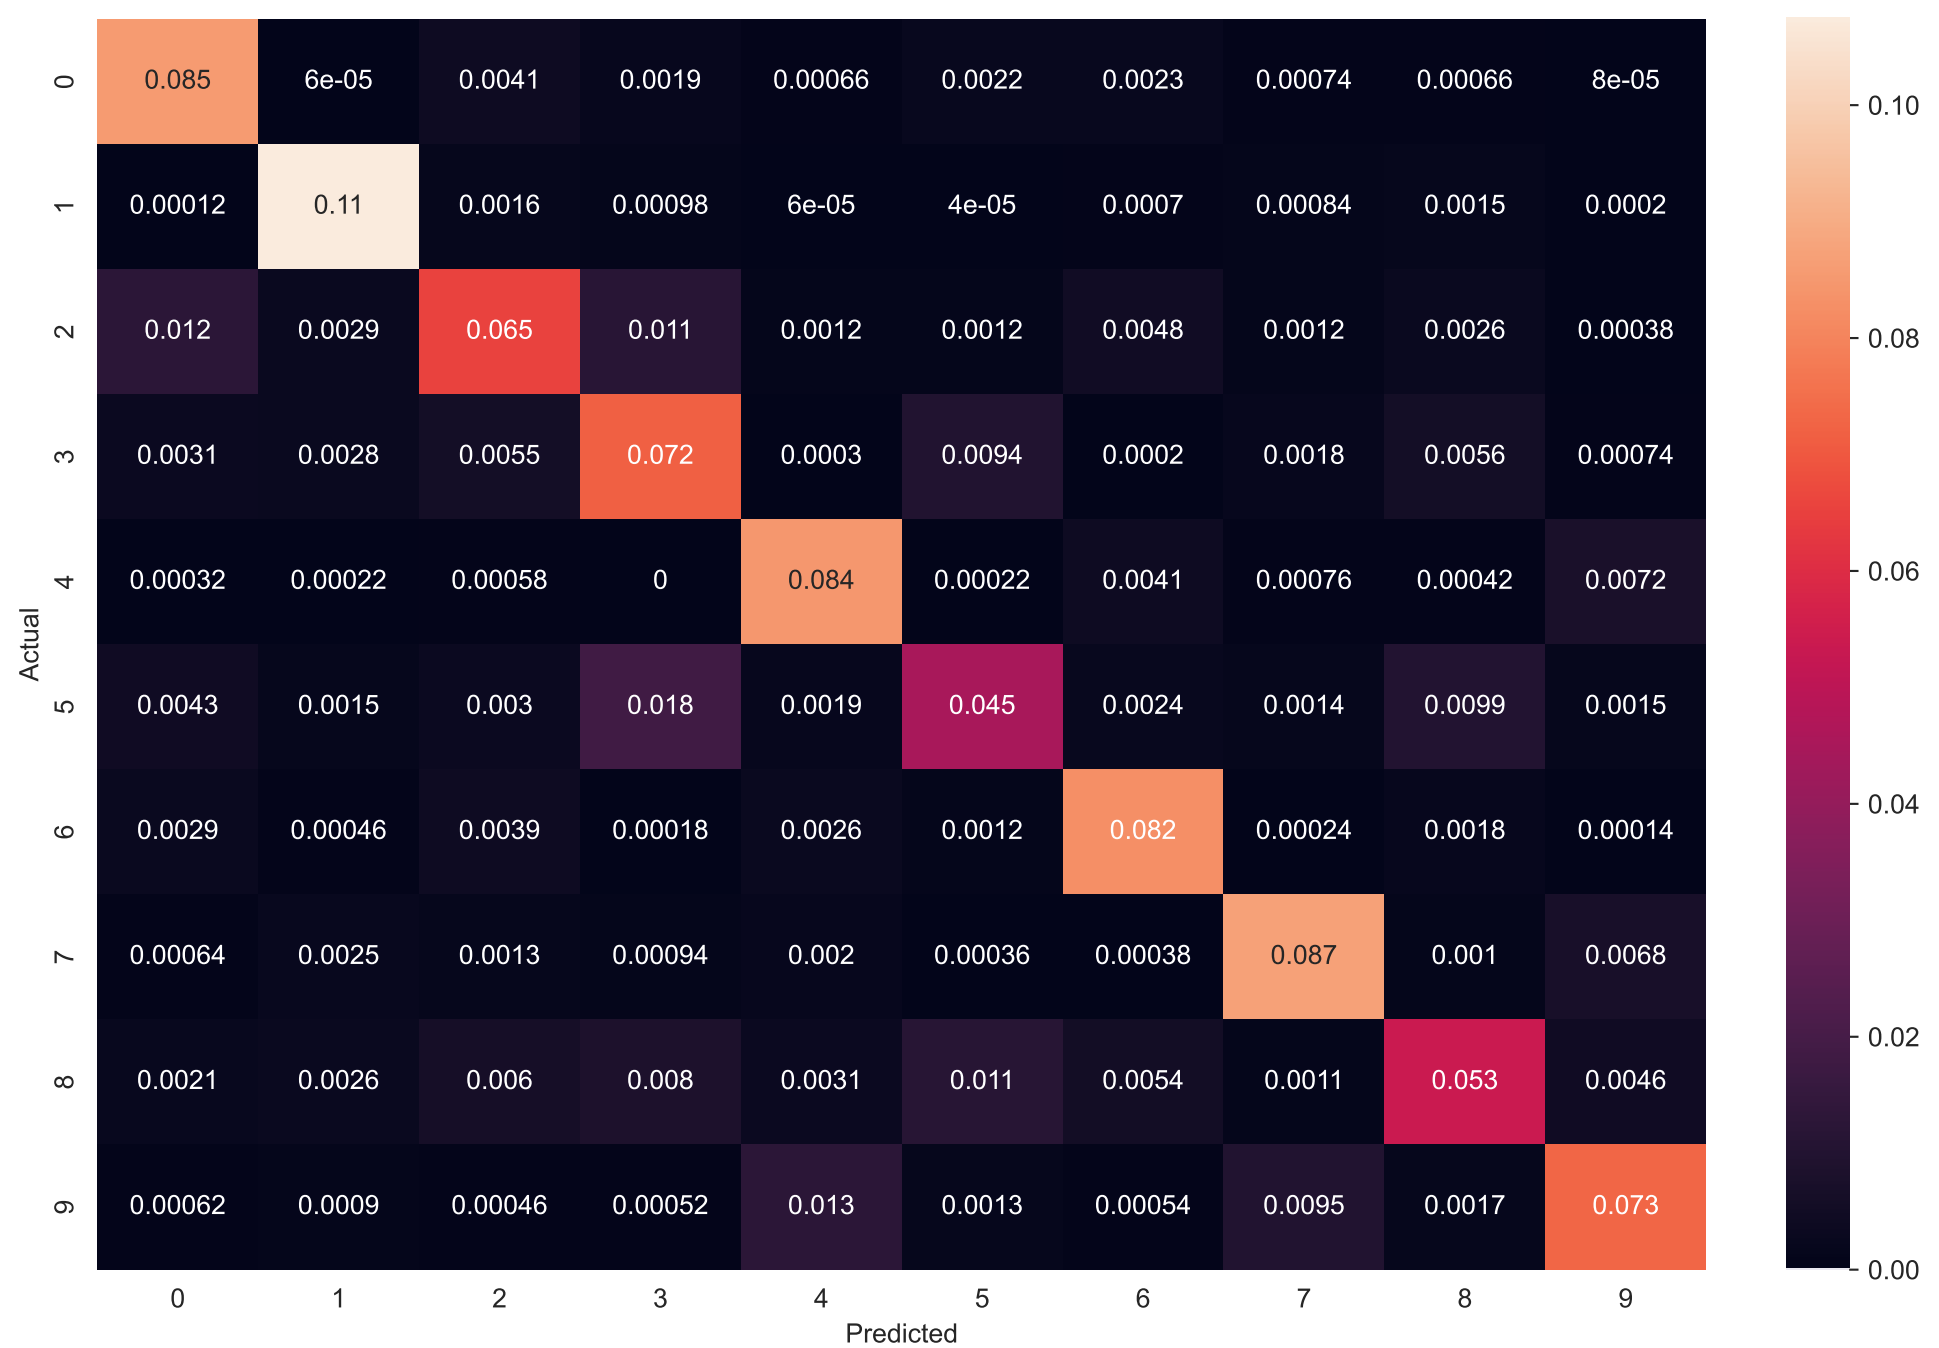 0 0.085 6e-05 0.0041 0.0019 0.00066 0.0022 0.0023 0.00074 0.00066 8e-05
1 0.00012 0.11 0.0016 0.00098 6e-05 4e-05 0.0007 0.00084 0.0015 0.0002
2 0.012 0.0029 0.065 0.011 0.0012 0.0012 0.0048 0.0012 0.0026 0.00038
3 0.0031 0.0028 0.0055 0.072 0.0003 0.0094 0.0002 0.0018 0.0056 0.00074
4 0.00032 0.00022 0.00058 0 0.084 0.00022 0.0041 0.00076 0.00042 0.0072
Actual
5 0.0043 0.0015 0.003 0.018 0.0019 0.045 0.0024 0.0014 0.0099 0.0015
6 0.0029 0.00046 0.0039 0.00018 0.0026 0.0012 0.082 0.00024 0.0018 0.00014
7 0.00064 0.0025 0.0013 0.00094 0.002 0.00036 0.00038 0.087 0.001 0.0068
8 0.0021 0.0026 0.006 0.008 0.0031 0.011 0.0054 0.0011 0.053 0.0046
9 0.00062 0.0009 0.00046 0.00052 0.013 0.0013 0.00054 0.0095 0.0017 0.073
0 1 2 3 4 5 6 7 8 9
Predicted
0.10
0.08
0.06
0.04
0.02
0.00